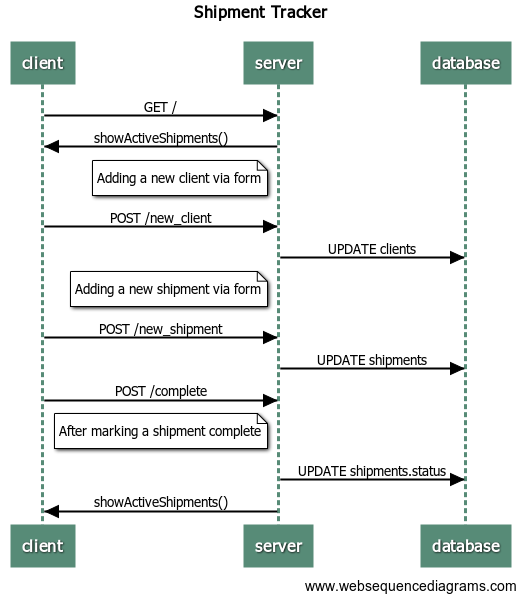 Shipment Tracker
client server database
GET /
showActiveShipments()
Adding a new client via form
POST /new_client
UPDATE clients
Adding a new shipment via form
POST /new_shipment
UPDATE shipments
POST /complete
After marking a shipment complete
UPDATE shipments.status
showActiveShipments()
client server database
www.websequencediagrams.com